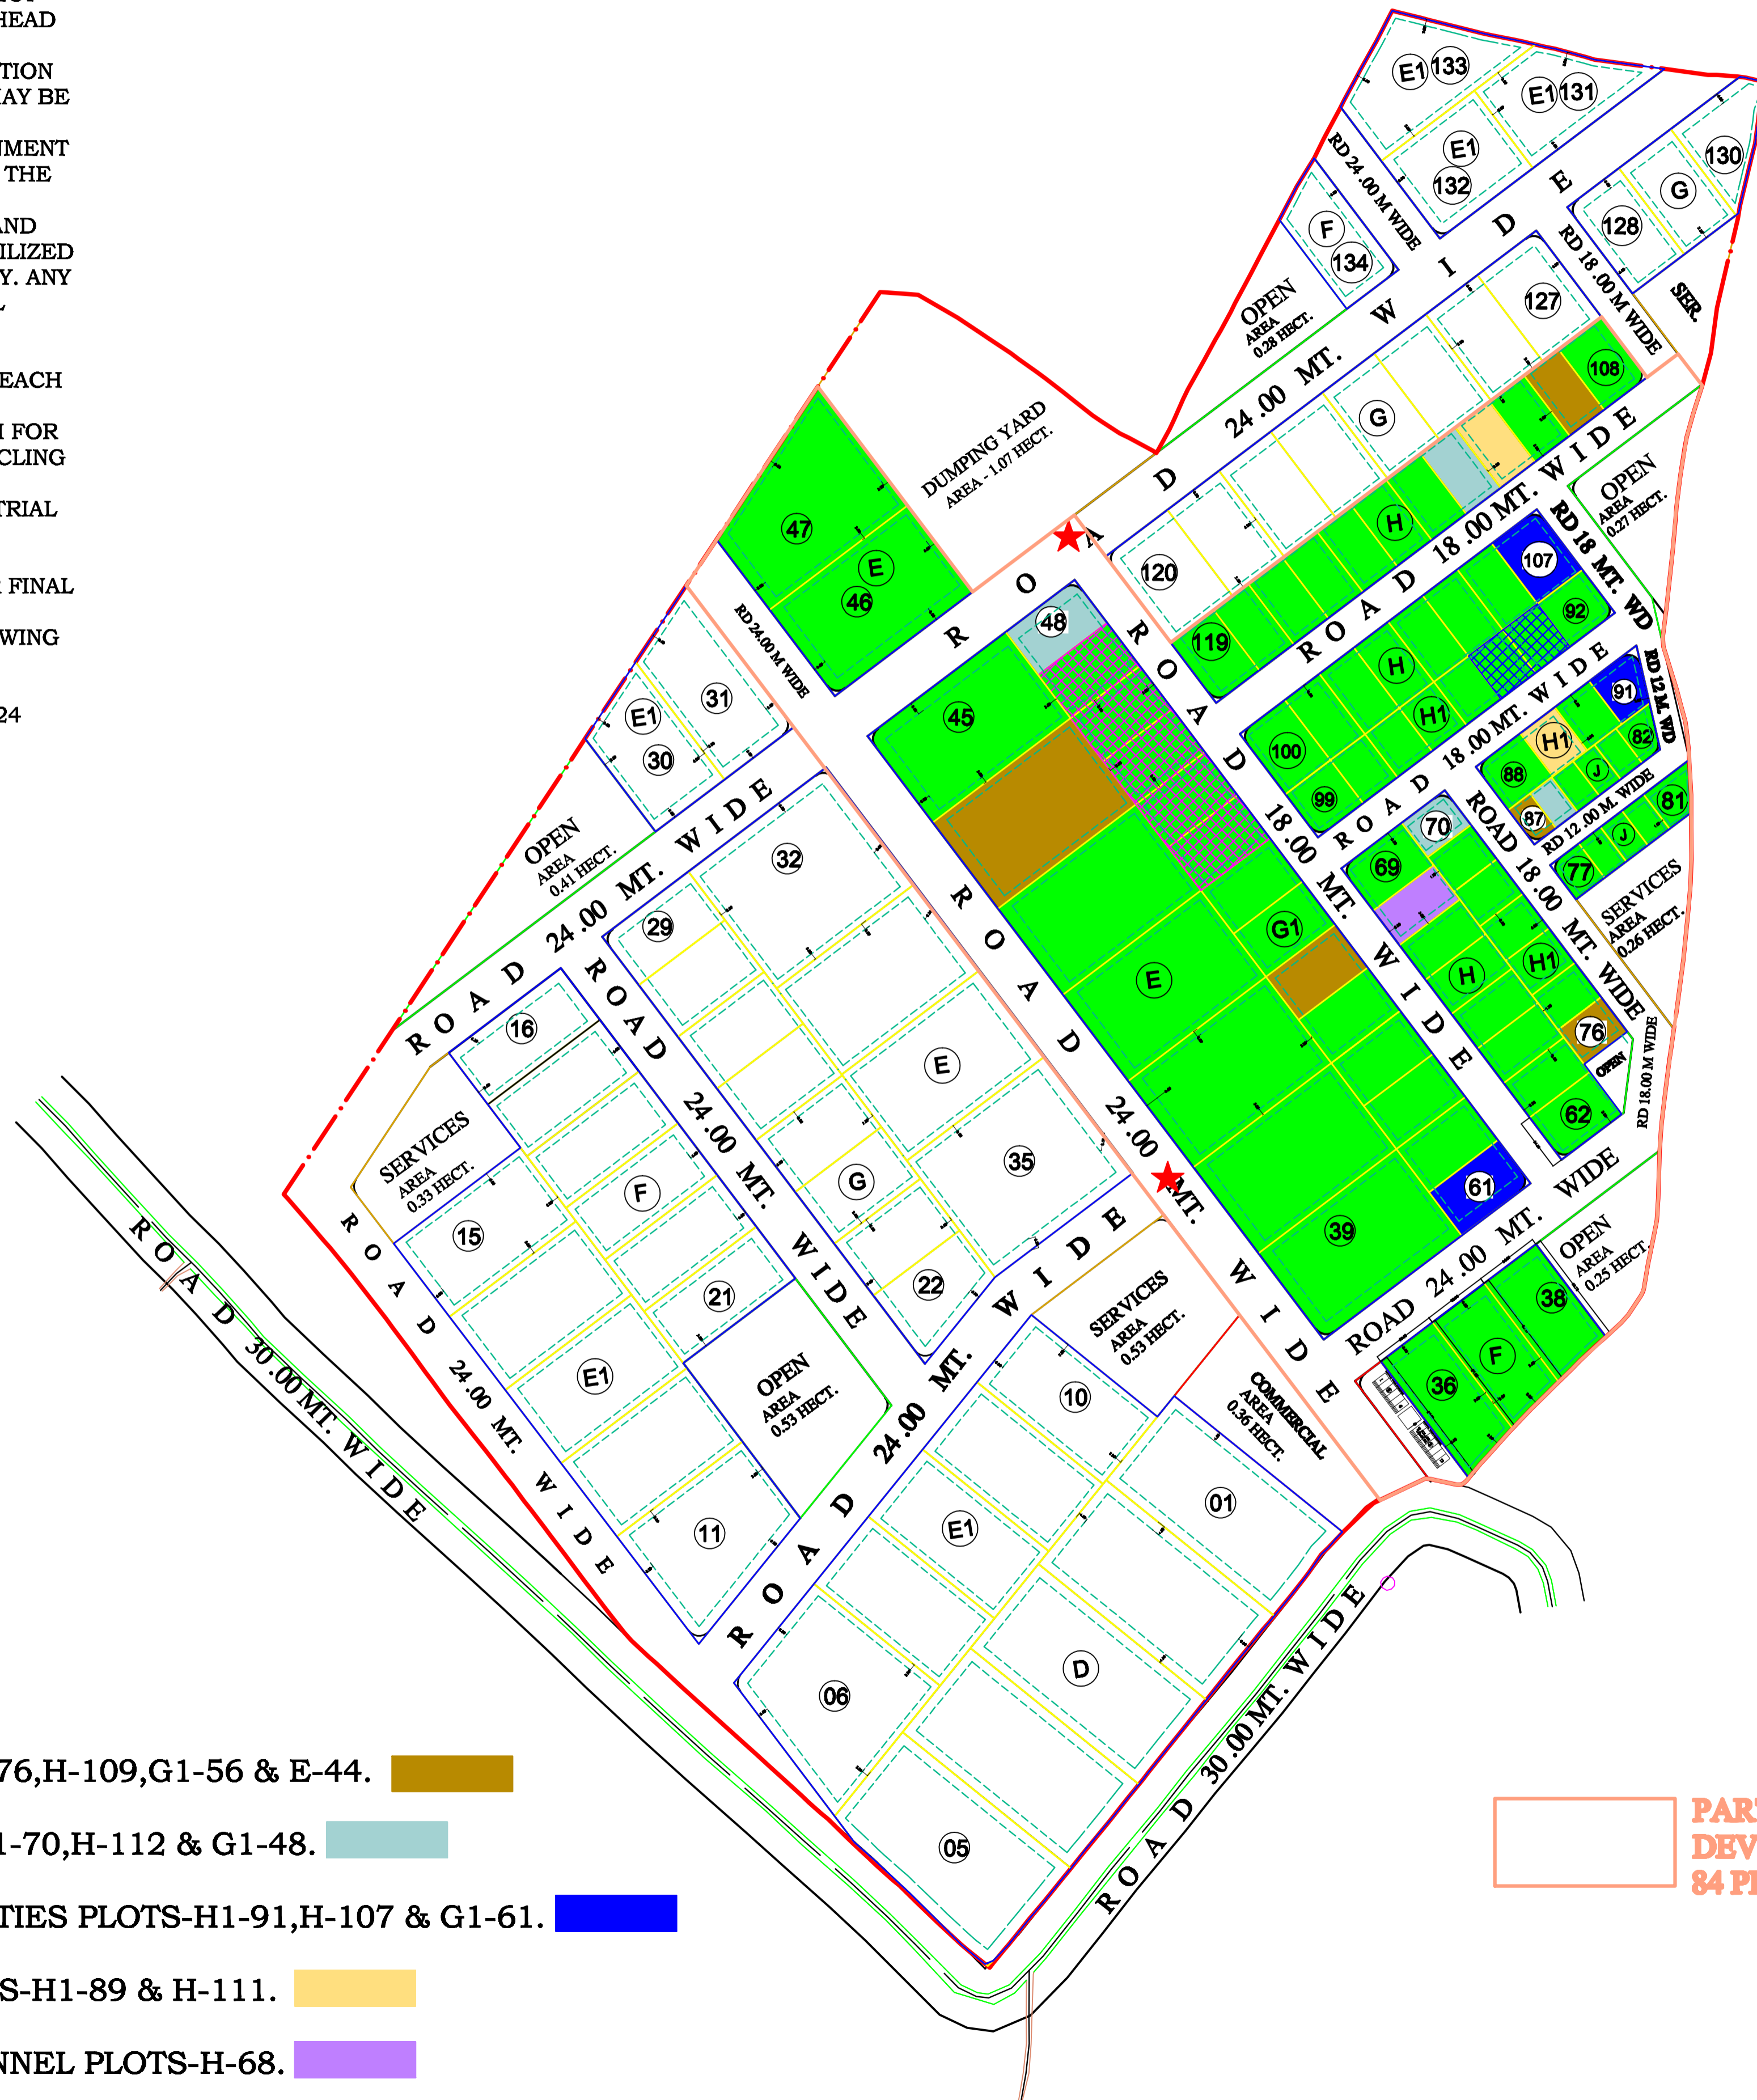 HEAD
TION
MAY BE
NMENT
THE
AND
ILIZED
Y. ANY
L
EACH
H FOR
CLING
TRIAL
FINAL
WING
24
E1 133
E1 131
E1
132
130
G
128
RD 24.00 M WIDE
F
134
RD 18.00 M WIDE
SER.
OPEN
AREA
0.28 HECT.
127
108
ROAD 24.00 MT. WIDE
G
DUMPING YARD
AREA - 1.07 HECT.
120
H
119
ROAD 18.00 MT. WIDE
OPEN
AREA
0.27 HECT.
RD 18 MT. WD
107
92
H
H1
100
99
ROAD 18.00 MT. WIDE
RD 12 M. WD
91
H1
82
88
J
87
RD 12.00 M. WIDE
81
J
77
47
E
46
RD 24.00 M WIDE
48
45
31
E1
30
OPEN
AREA
0.41 HECT.
ROAD 24.00 MT. WIDE
ROAD 18.00 MT. WIDE
70
69
ROAD 18.00 MT. WIDE
SERVICES
AREA
0.26 HECT.
H1
H
76
OPEN
62
RD 18.00 M WIDE
G1
E
61
39
ROAD 24.00 MT. WIDE
OPEN
AREA
0.25 HECT.
38
F
36
32
29
E
35
G
22
ROAD 24.00 MT. WIDE
ROAD 24.00 MT. WIDE
16
SERVICES
AREA
0.33 HECT.
F
15
21
E1
11
OPEN
AREA
0.53 HECT.
ROAD 24.00 MT. WIDE
ROAD 24.00 MT. WIDE
SERVICES
AREA
0.53 HECT.
COMMERCIAL
AREA
0.36 HECT.
10
01
E1
D
06
05
ROAD 30.00 MT. WIDE
ROAD 30.00 MT. WIDE
76,H-109,G1-56 & E-44.
1-70,H-112 & G1-48.
TIES PLOTS-H1-91,H-107 & G1-61.
S-H1-89 & H-111.
NNEL PLOTS-H-68.
PAR
DEV
84 P